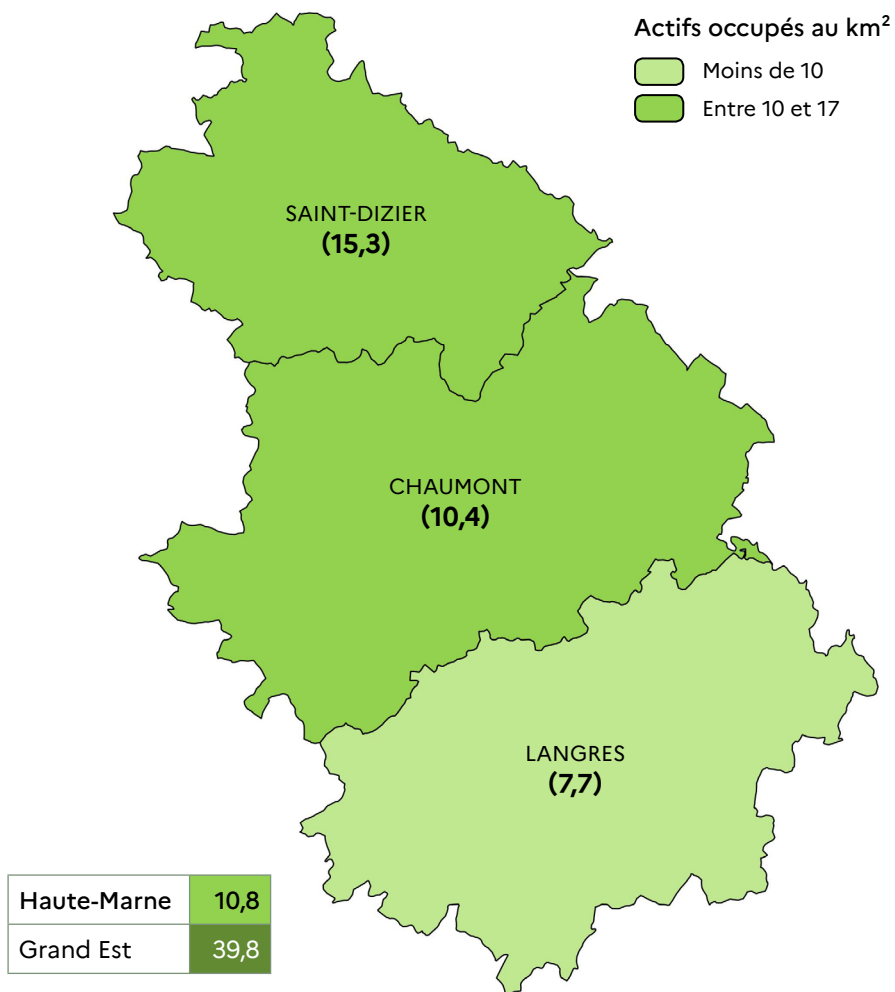 Actifs occupés au km²
Moins de 10
Entre 10 et 17
SAINT-DIZIER
(15,3)
CHAUMONT
(10,4)
LANGRES
(7,7)
Haute-Marne 10,8
Grand Est 39,8